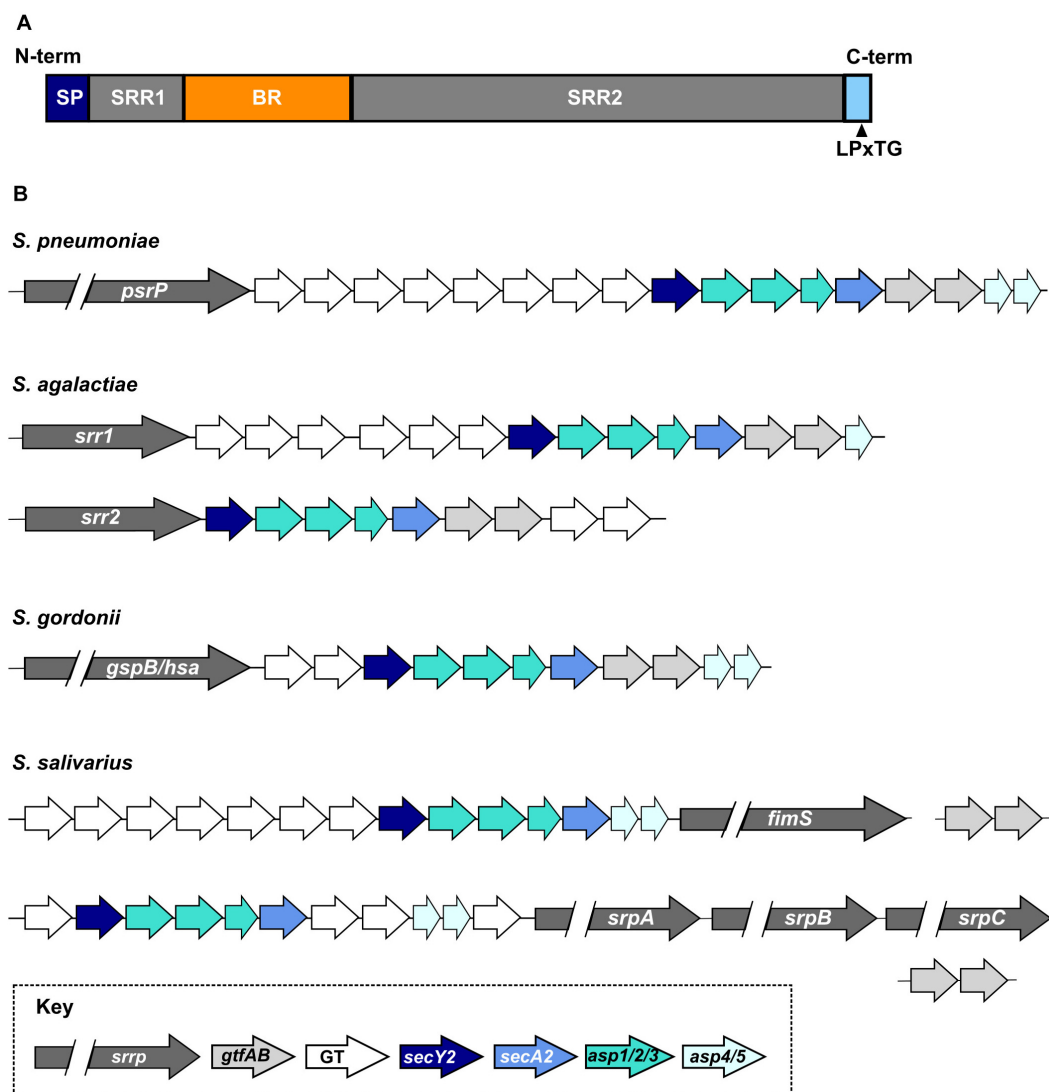 A
N-term C-term
SP SRR1 BR SRR2
LPxTG
B
S. pneumoniae
psrP
S. agalactiae
srr1
srr2
S. gordonii
gspB/hsa
S. salivarius
fimS
srpA srpB srpC
Key
srrp gtfAB GT secY2 secA2 asp1/2/3 asp4/5